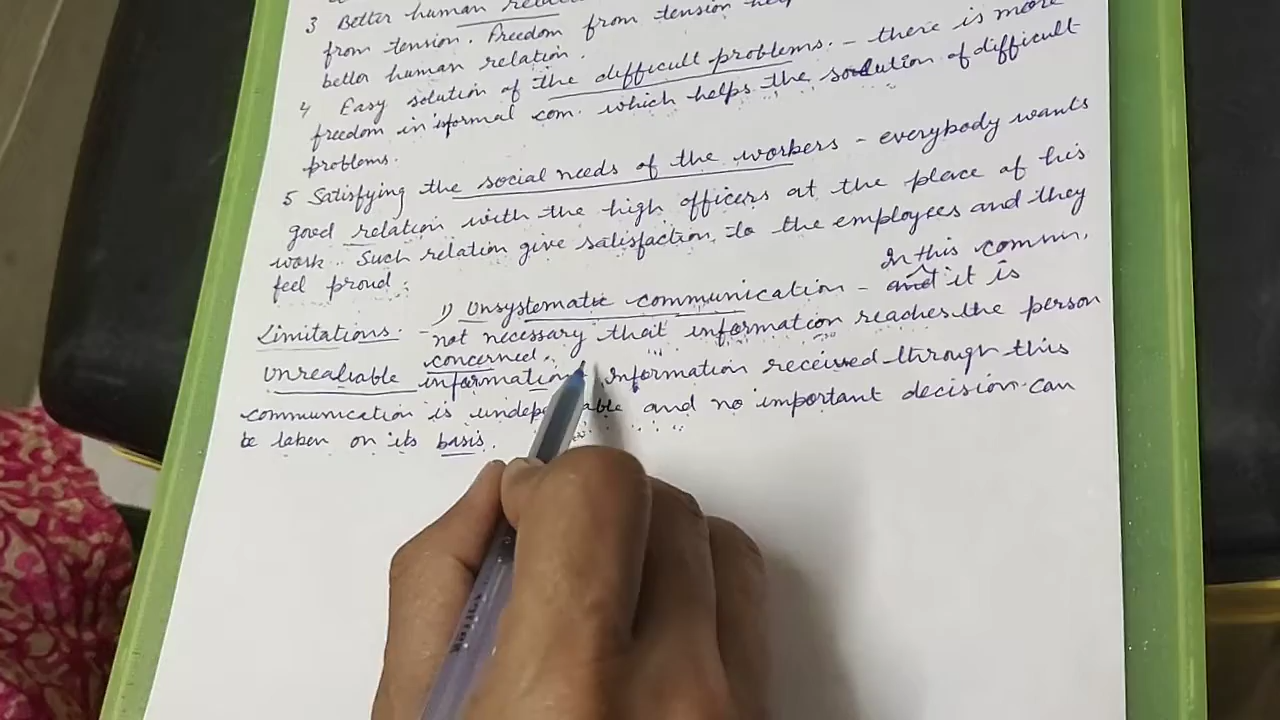 3 Better human rela
from tension. Freedom from tension help
better human relation.
4 Easy solution of the difficult problems. - there is more
freedom in informal com. which helps the solution of difficult
problems.
5 Satisfying the social needs of the workers - everybody wants
good relation with the high officers at the place of his
work. Such relation give satisfaction to the employees and they
feel proud.
In this commun.
Limitations. 1) Unsystematic communication - and it is
- not necessary that information reaches the person
concerned.
Unrealiable information Information received through this
communication is undependable and no important decision can
be taken on its basis.